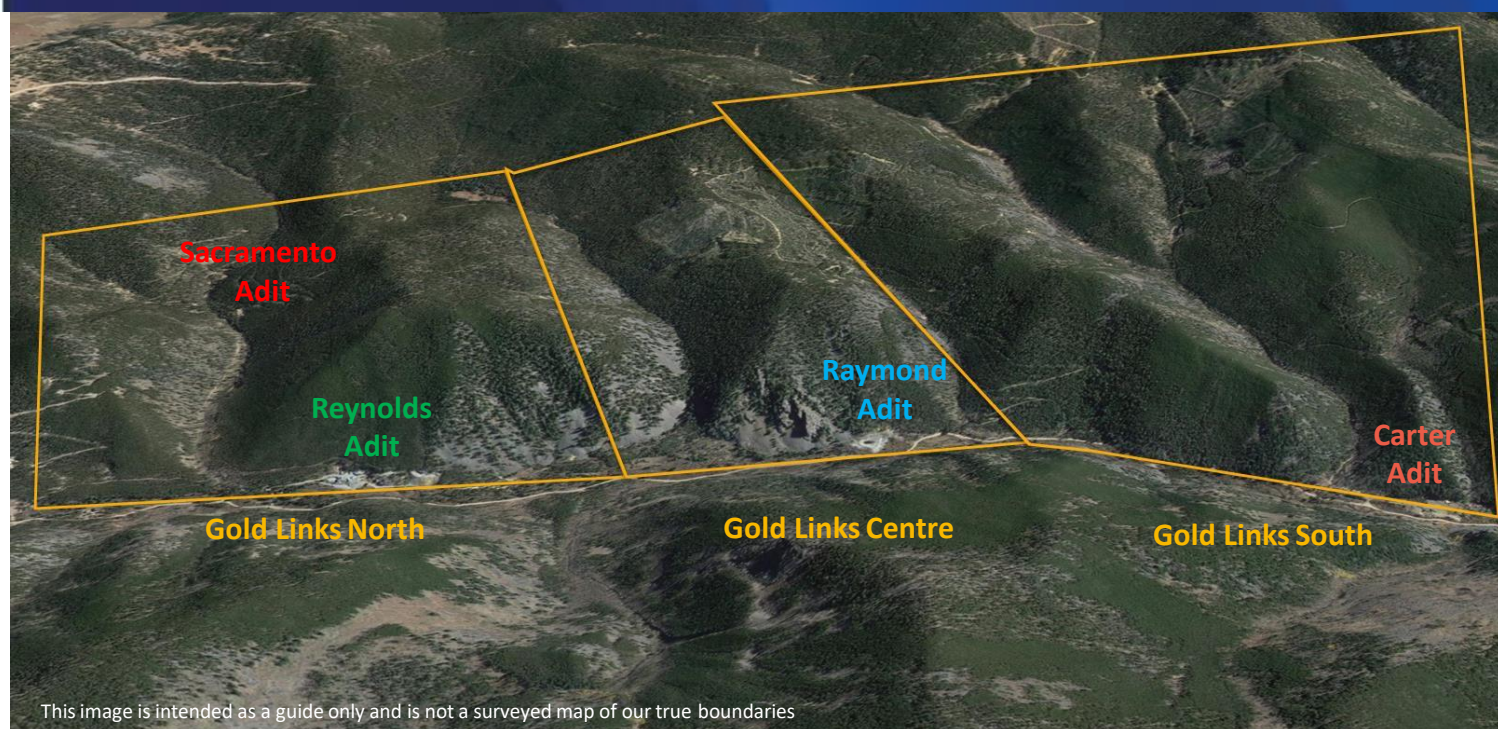 Sacramento
Adit
Reynolds
Adit
Raymond
Adit
Carter
Adit
Gold Links North
Gold Links Centre
Gold Links South
This image is intended as a guide only and is not a surveyed map of our true boundaries